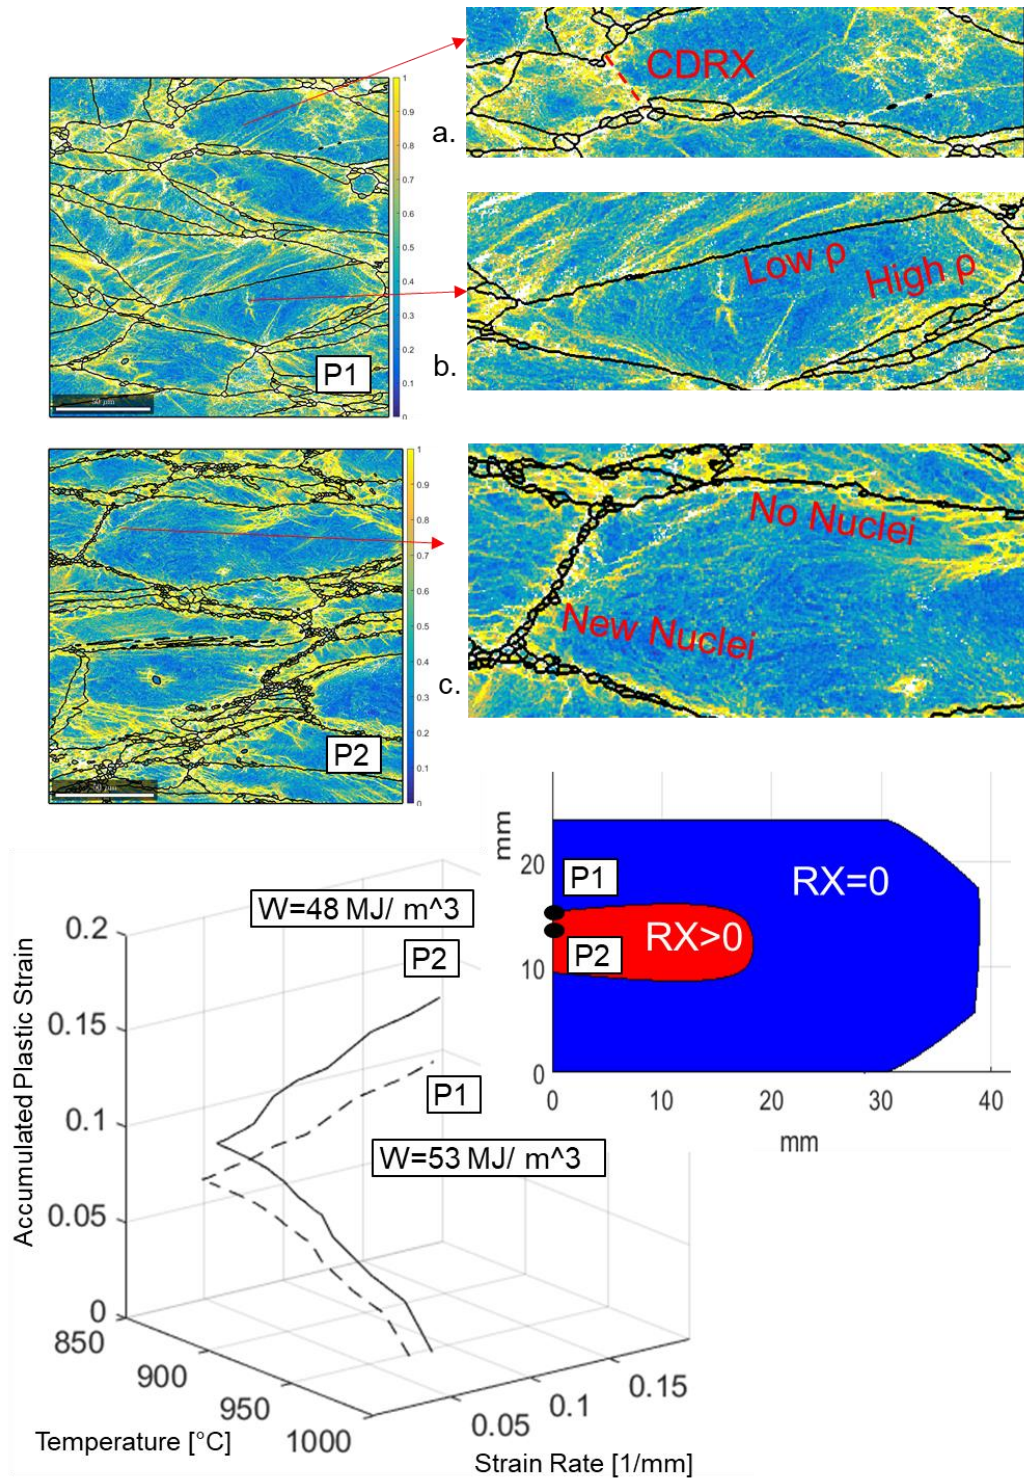 CDRX
a.
1
0.9
0.8
0.7
0.6
0.5
0.4
0.3
0.2
0.1
0
P1
Low ρ
High ρ
b.
1
0.9
0.8
0.7
0.6
0.5
0.4
0.3
0.2
0.1
0
P2
No Nuclei
New Nuclei
c.
mm
20
10
0
P1
P2
RX=0
RX>0
0
10
20
30
40
mm
W=48 MJ/ m^3
P2
P1
W=53 MJ/ m^3
Accumulated Plastic Strain
0.2
0.15
0.1
0.05
0
850
900
950
1000
Temperature [°C]
0.05
0.1
0.15
Strain Rate [1/mm]